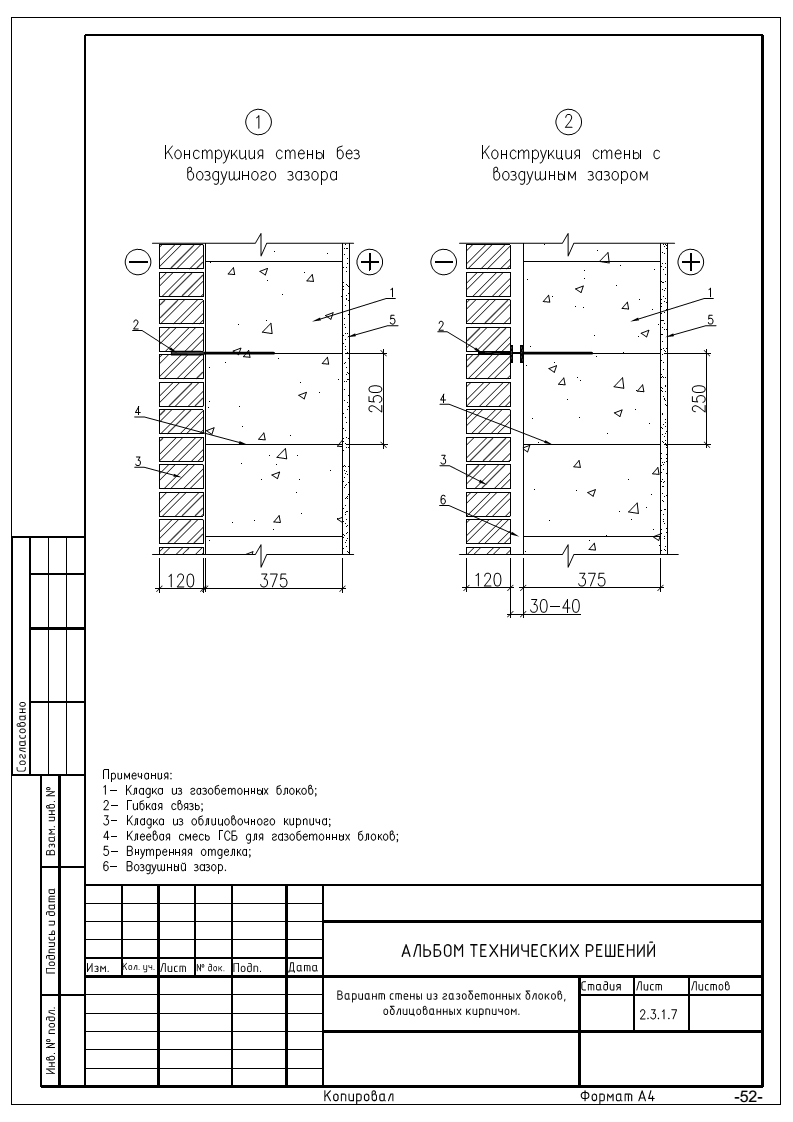 1
Конструкция стены без
воздушного зазора
2
Конструкция стены с
воздушным зазором
1
5
2
250
4
3
120
375
1
5
2
250
4
3
6
120
375
30-40
Примечания:
1- Кладка из газобетонных блоков;
2- Гибкая связь;
3- Кладка из облицовочного кирпича;
4- Клеевая смесь ГСБ для газобетонных блоков;
5- Внутренняя отделка;
6- Воздушный зазор.
Согласовано
Взам. инв. №
Подпись и дата
Инв. № подл.
Изм.
Кол. уч.
Лист
№ док.
Подп.
Дата
АЛЬБОМ ТЕХНИЧЕСКИХ РЕШЕНИЙ
Вариант стены из газобетонных блоков,
облицованных кирпичом.
Стадия
Лист
Листов
2.3.1.7
Копировал
Формат А4
-52-